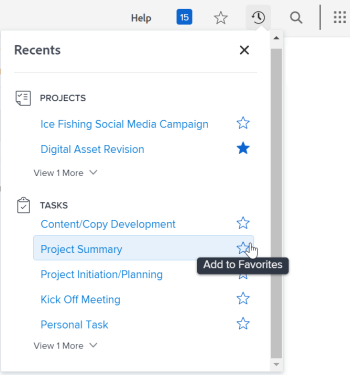 Help 15
Recents
PROJECTS
Ice Fishing Social Media Campaign
Digital Asset Revision
View 1 More
TASKS
Content/Copy Development
Project Summary
Add to Favorites
Project Initiation/Planning
Kick Off Meeting
Personal Task
View 1 More